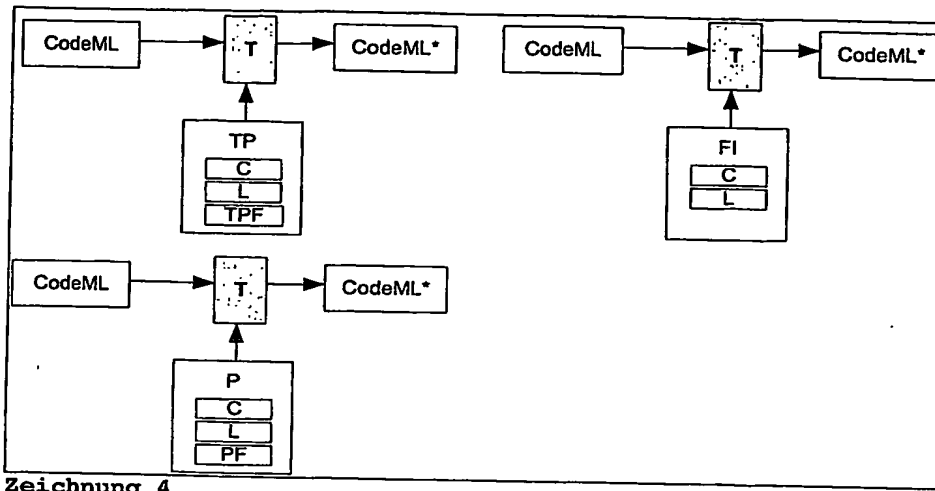 CodeML
T
CodeML*
TP
C
L
TPF
CodeML
T
CodeML*
FI
C
L
CodeML
T
CodeML*
P
C
L
PF
Zeichnung 4